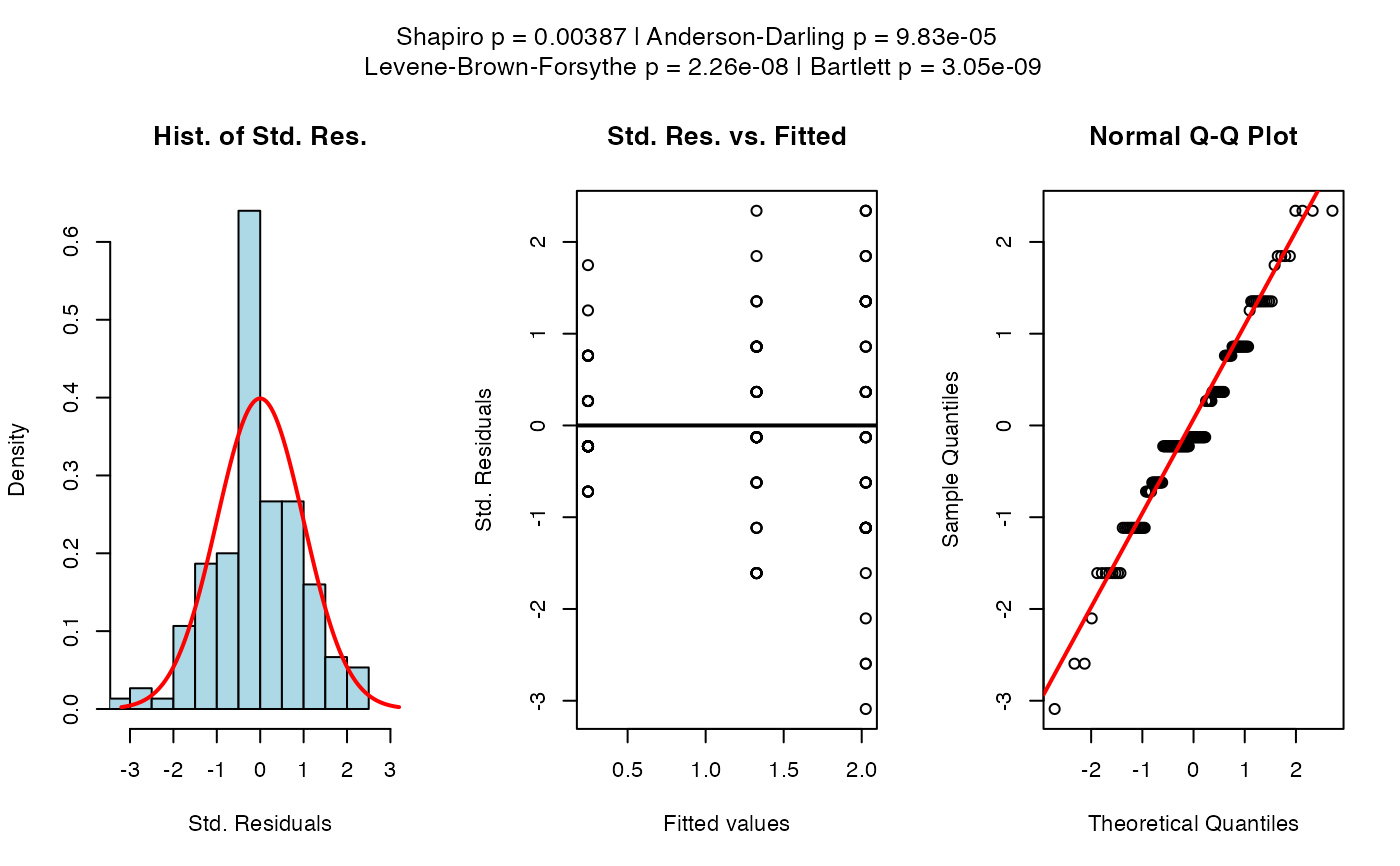 Shapiro p = 0.00387 | Anderson-Darling p = 9.83e-05
Levene-Brown-Forsythe p = 2.26e-08 | Bartlett p = 3.05e-09
Hist. of Std. Res.
Density
0.0 0.1 0.2 0.3 0.4 0.5 0.6
-3 -2 -1 0 1 2 3
Std. Residuals
Std. Res. vs. Fitted
Std. Residuals
-3 -2 -1 0 1 2
0.5 1.0 1.5 2.0
Fitted values
Normal Q-Q Plot
Sample Quantiles
-3 -2 -1 0 1 2
-2 -1 0 1 2
Theoretical Quantiles